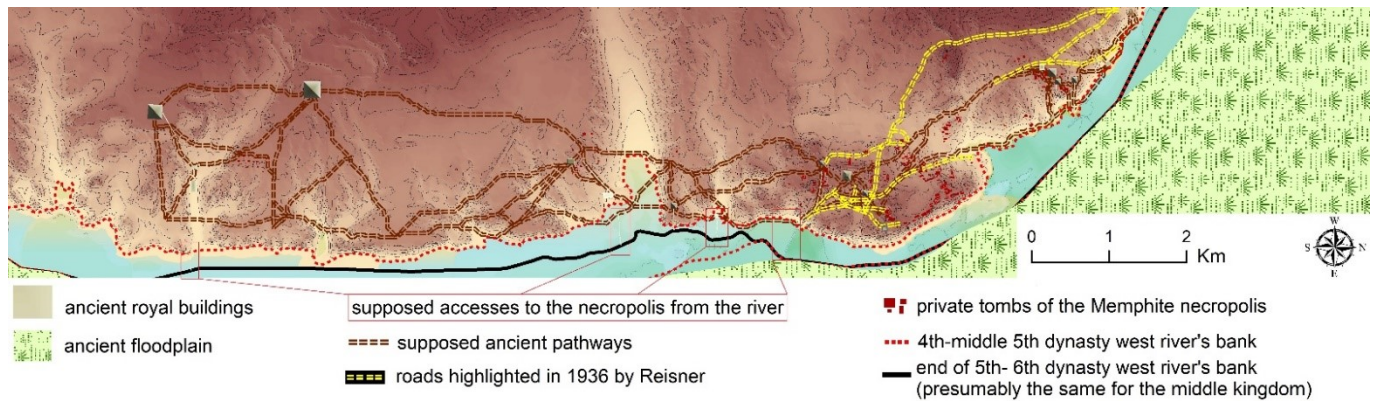 0 1 2
Km
W
S N
E
ancient royal buildings
ancient floodplain
supposed accesses to the necropolis from the river
supposed ancient pathways
roads highlighted in 1936 by Reisner
private tombs of the Memphite necropolis
4th-middle 5th dynasty west river's bank
end of 5th- 6th dynasty west river's bank
(presumably the same for the middle kingdom)